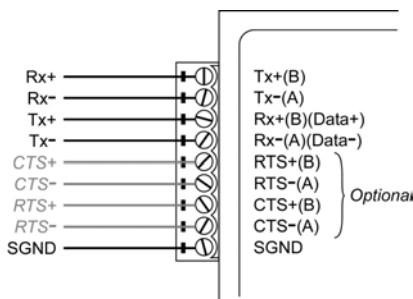 Rx+ Tx+(B)
Rx− Tx−(A)
Tx+ Rx+(B)(Data+)
Tx− Rx−(A)(Data−)
CTS+ RTS+(B)
CTS− RTS−(A)
Optional
RTS+ CTS+(B)
RTS− CTS−(A)
SGND SGND